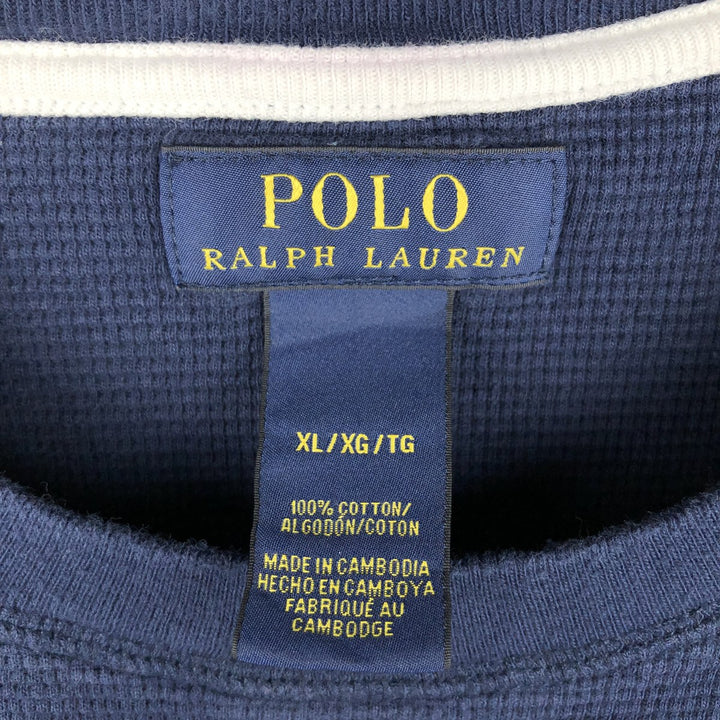 POLO
RALPH LAUREN
XL/XG/TG
100% COTTON/
ALGODÓN/COTON
MADE IN CAMBODIA
HECHO EN CAMBOYA
FABRIQUÉ AU
CAMBODGE